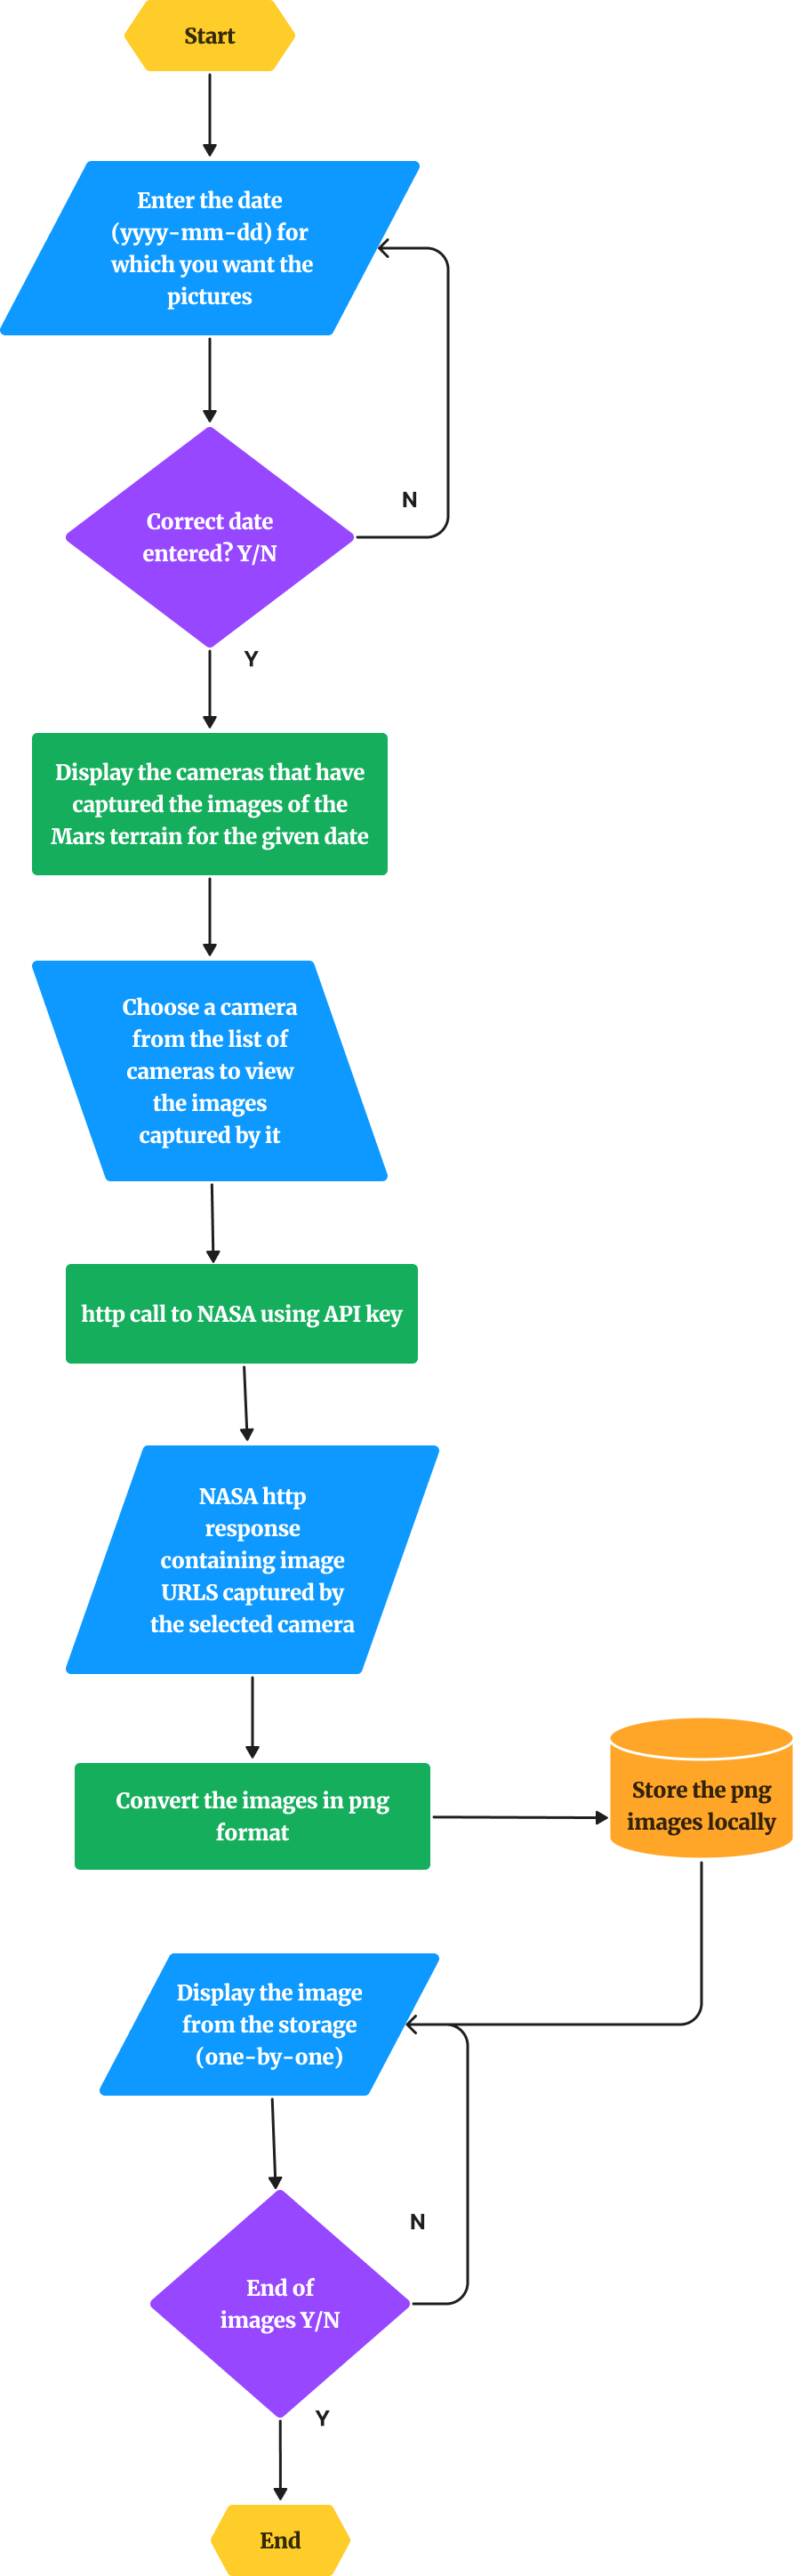 Start
Enter the date
(yyyy-mm-dd) for
which you want the
pictures
N
Correct date
entered? Y/N
Y
Display the cameras that have
captured the images of the
Mars terrain for the given date
Choose a camera
from the list of
cameras to view
the images
captured by it
http call to NASA using API key
NASA http
response
containing image
URLS captured by
the selected camera
Convert the images in png
format
Store the png
images locally
Display the image
from the storage
(one-by-one)
N
End of
images Y/N
Y
End